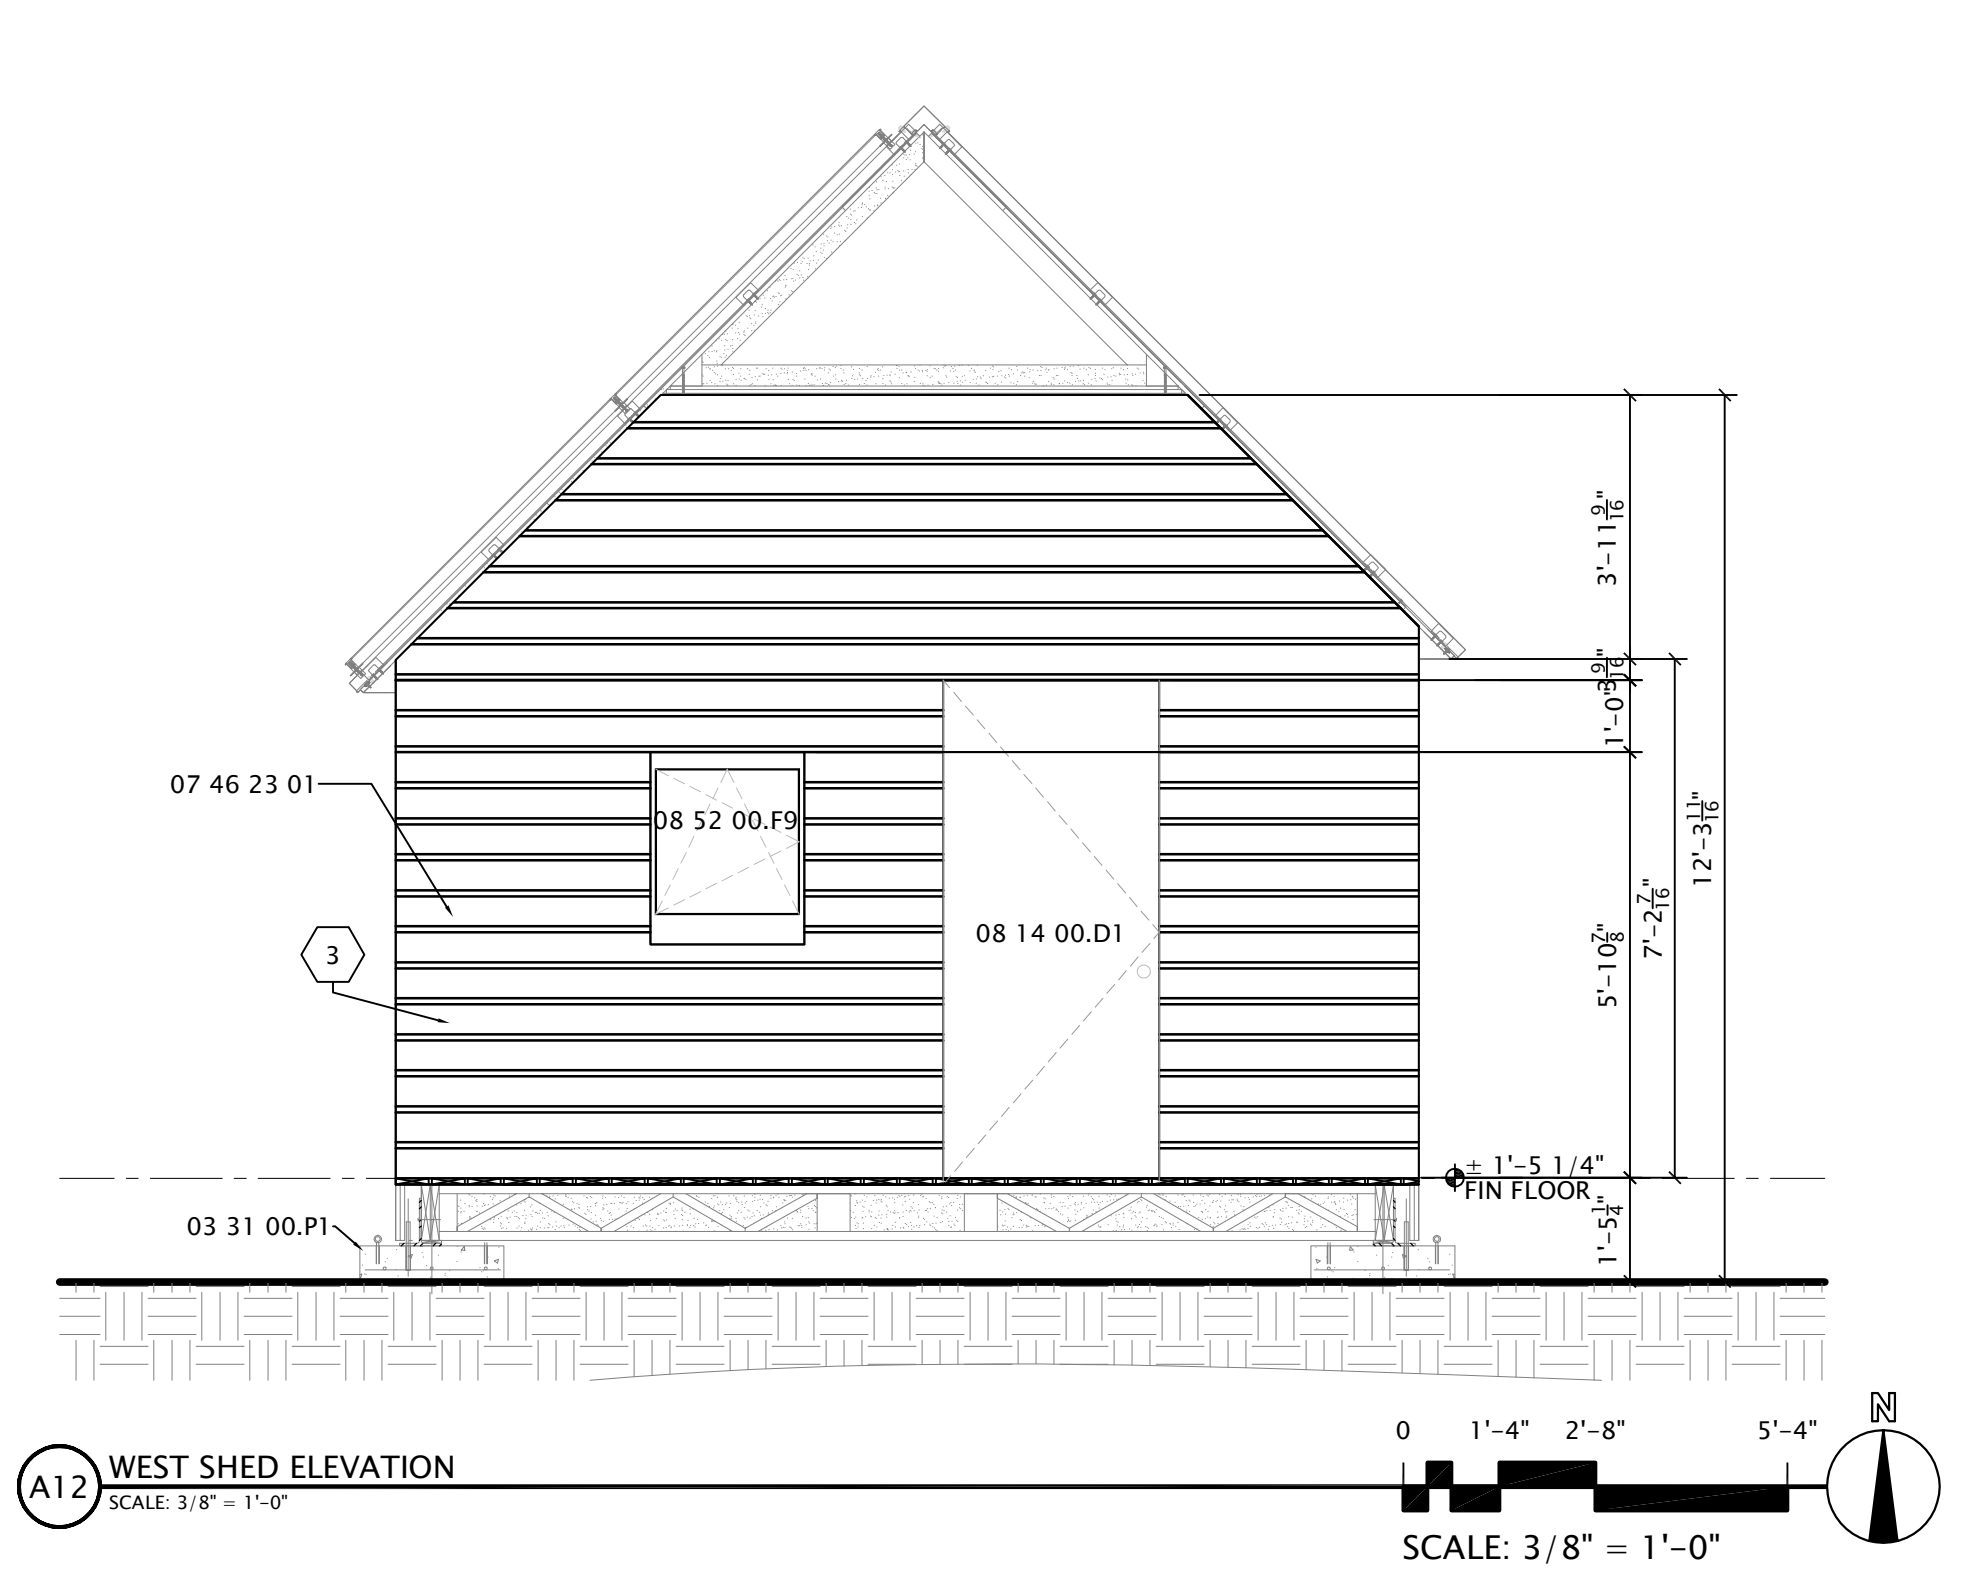 3'-11 9/16"
3 9/16"
1'-0"
12'-3 11/16"
07 46 23 01
08 52 00.F9
7'-2 7/16"
5'-10 7/8"
08 14 00.D1
3
± 1'-5 1/4"
FIN FLOOR
1'-5 1/4"
03 31 00.P1
N
0 1'-4" 2'-8" 5'-4"
A12
WEST SHED ELEVATION
SCALE: 3/8" = 1'-0"
SCALE: 3/8" = 1'-0"